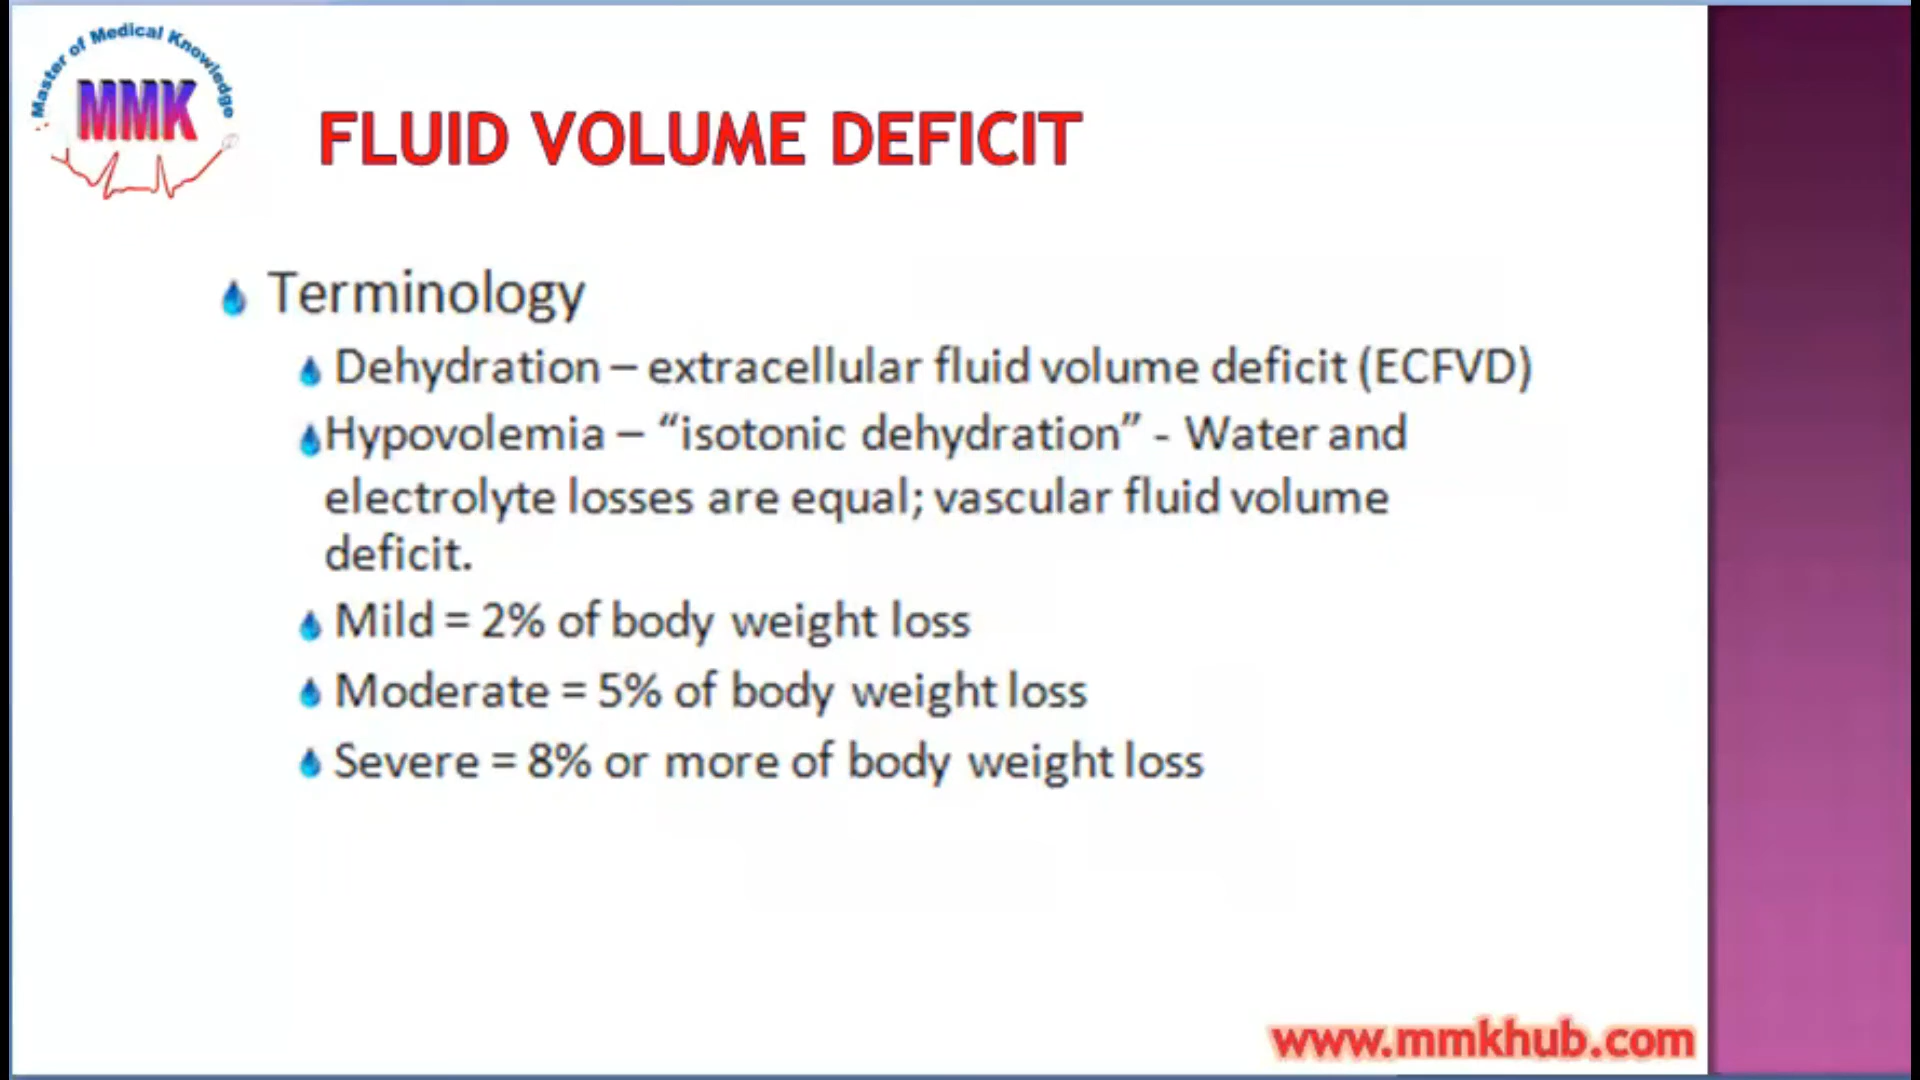 Master of Medical Knowledge
MMK
FLUID VOLUME DEFICIT
Terminology
Dehydration – extracellular fluid volume deficit (ECFVD)
Hypovolemia – “isotonic dehydration” - Water and
electrolyte losses are equal; vascular fluid volume
deficit.
Mild = 2% of body weight loss
Moderate = 5% of body weight loss
Severe = 8% or more of body weight loss
www.mmkhub.com